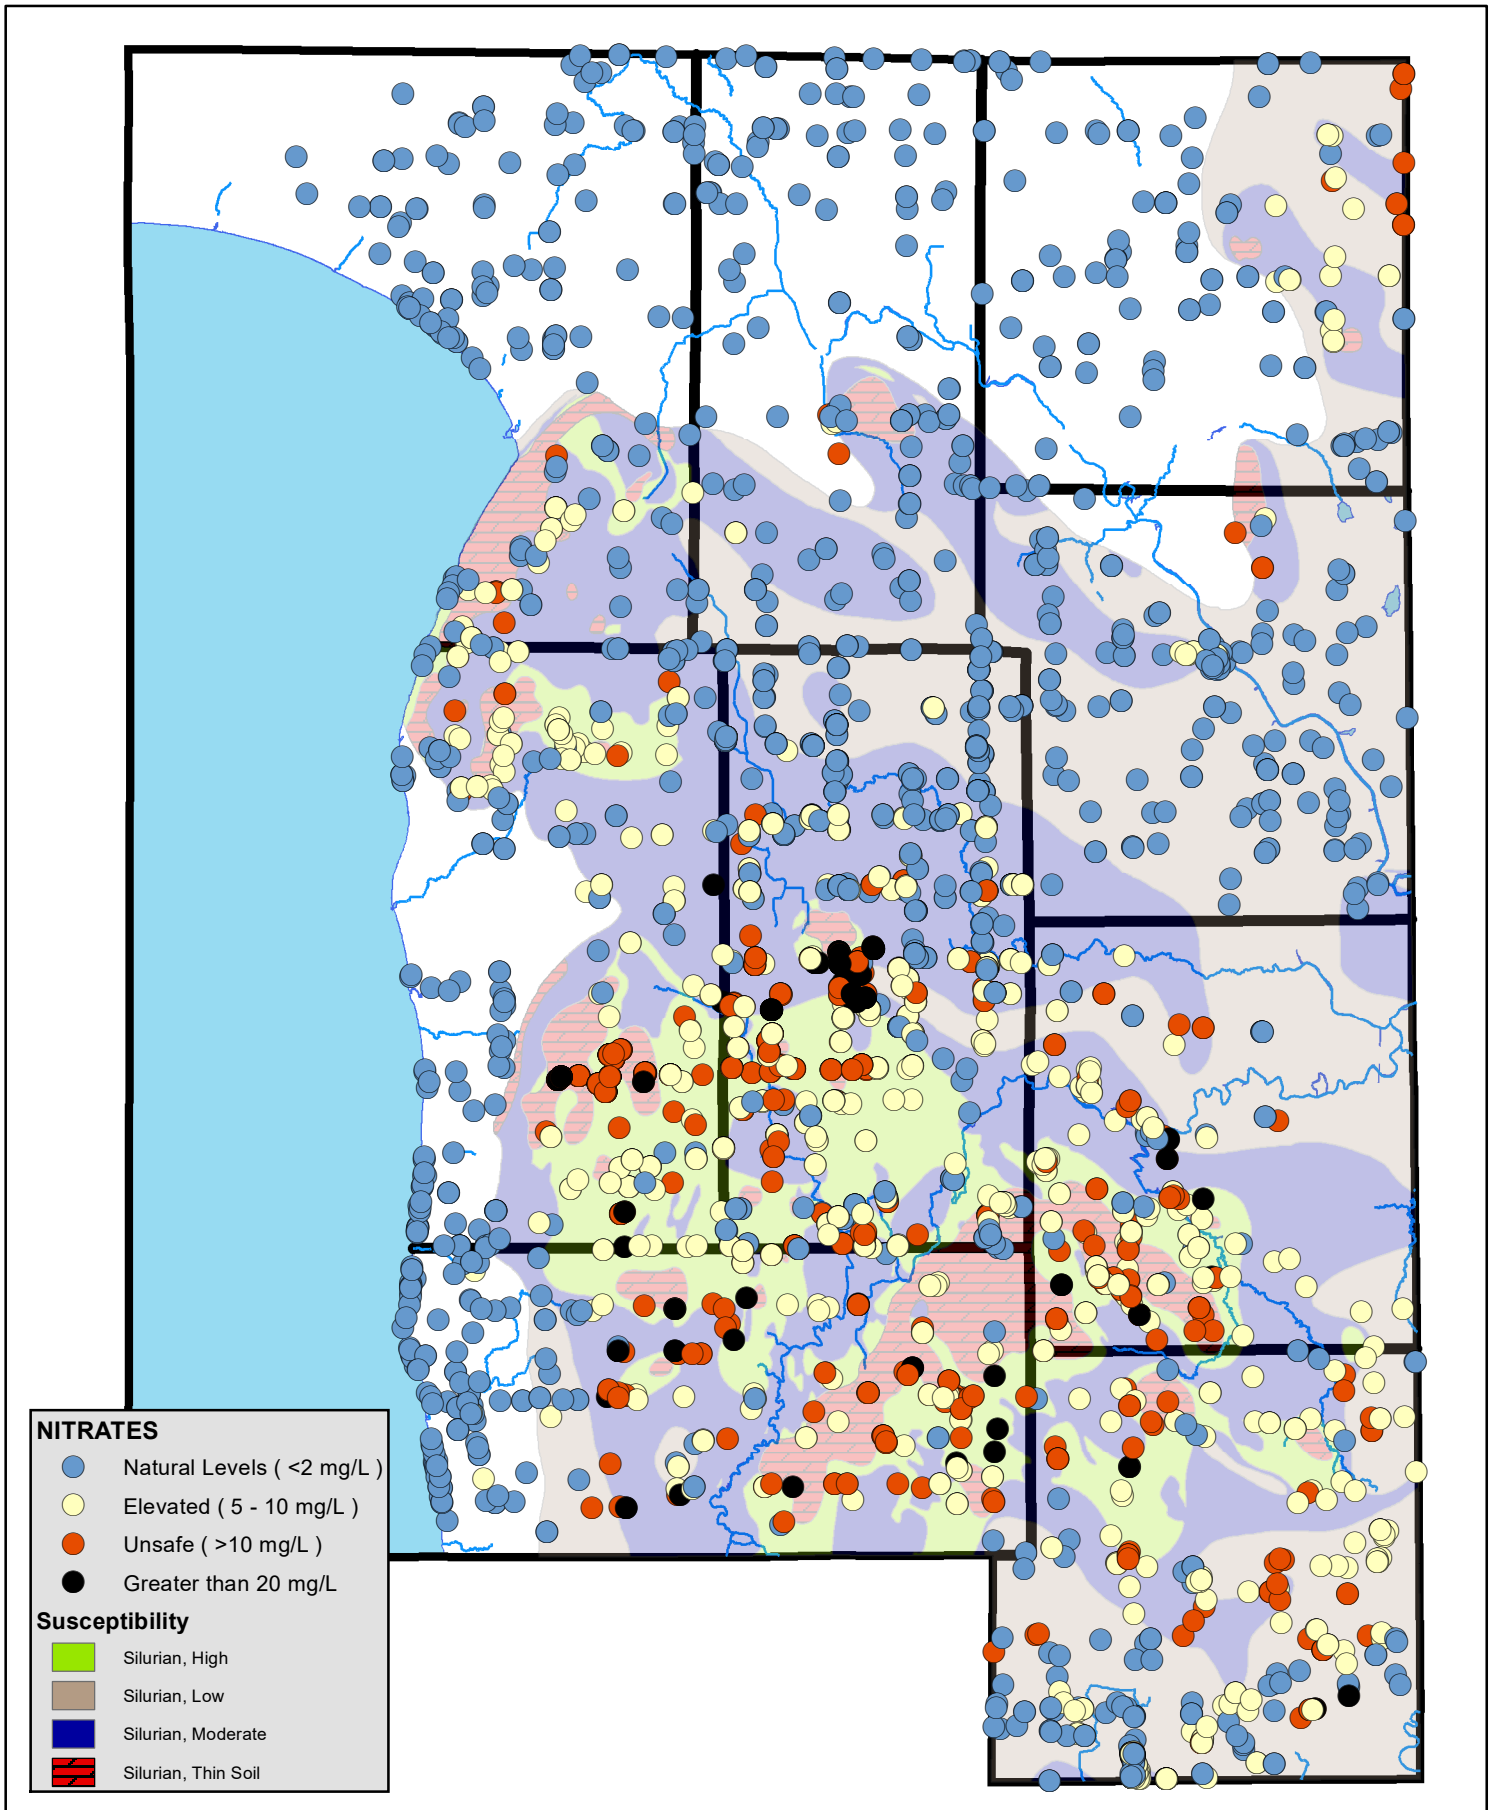 NITRATES
Natural Levels ( <2 mg/L )
Elevated ( 5 - 10 mg/L )
Unsafe ( >10 mg/L )
Greater than 20 mg/L
Susceptibility
Silurian, High
Silurian, Low
Silurian, Moderate
Silurian, Thin Soil